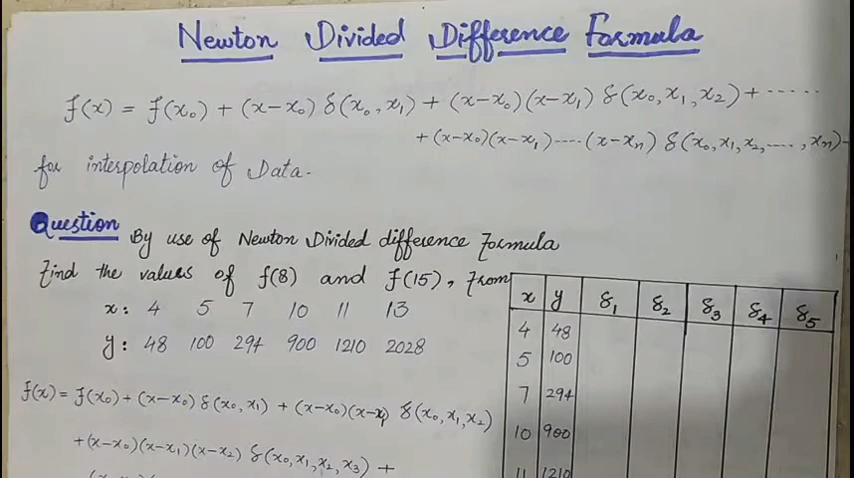 Newton Divided Difference Formula
f(x) = f(x₀) + (x-x₀) δ(x₀, x₁) + (x-x₀)(x-x₁) δ(x₀, x₁, x₂) + ......
+ (x-x₀)(x-x₁)....(x-xₙ) δ(x₀, x₁, x₂, ...., xₙ)-
for interpolation of Data.
Question By use of Newton Divided difference Formula
Find the values of f(8) and f(15), From
x: 4 5 7 10 11 13
y: 48 100 294 900 1210 2028
f(x) = f(x₀) + (x-x₀) δ(x₀, x₁) + (x-x₀)(x-x₁) δ(x₀, x₁, x₂)
+(x-x₀)(x-x₁)(x-x₂) δ(x₀, x₁, x₂, x₃) +
x y δ₁ δ₂ δ₃ δ₄ δ₅
4 48
5 100
7 294
10 900
11 1210